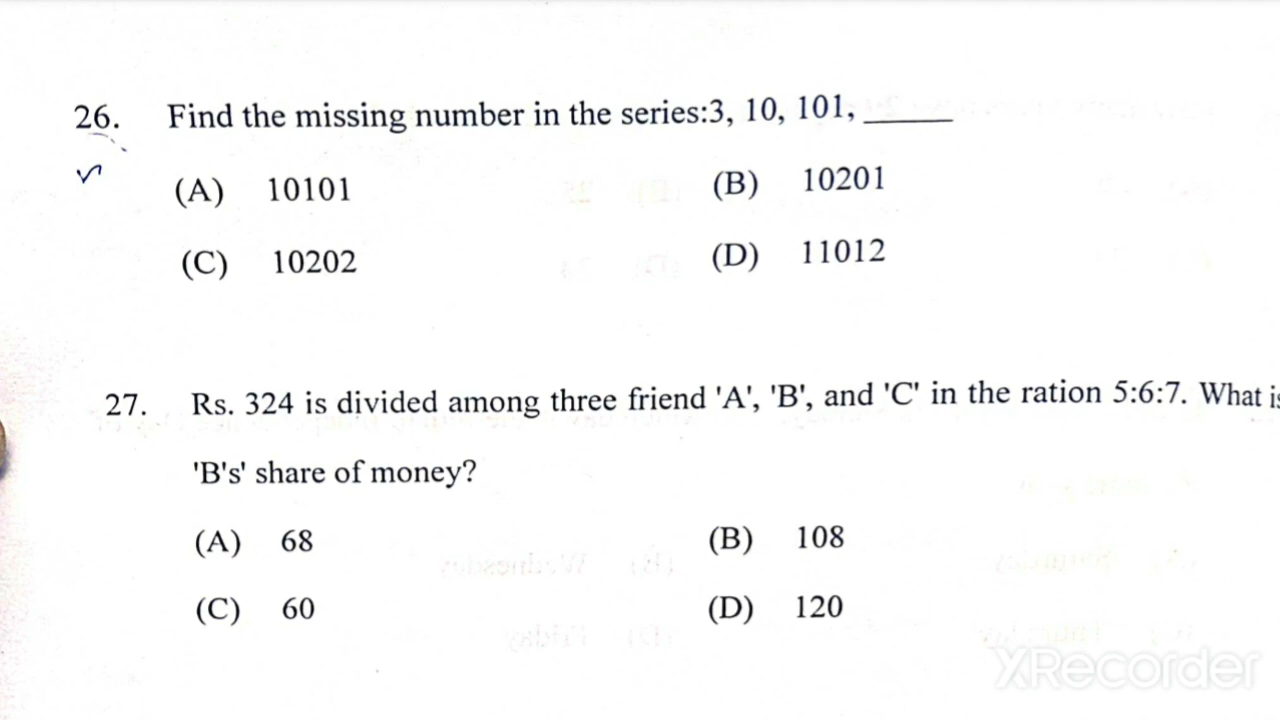 26. Find the missing number in the series:3, 10, 101, _____
(A) 10101 (B) 10201
(C) 10202 (D) 11012
27. Rs. 324 is divided among three friend 'A', 'B', and 'C' in the ration 5:6:7. What is
'B's' share of money?
(A) 68 (B) 108
(C) 60 (D) 120
XRecorder